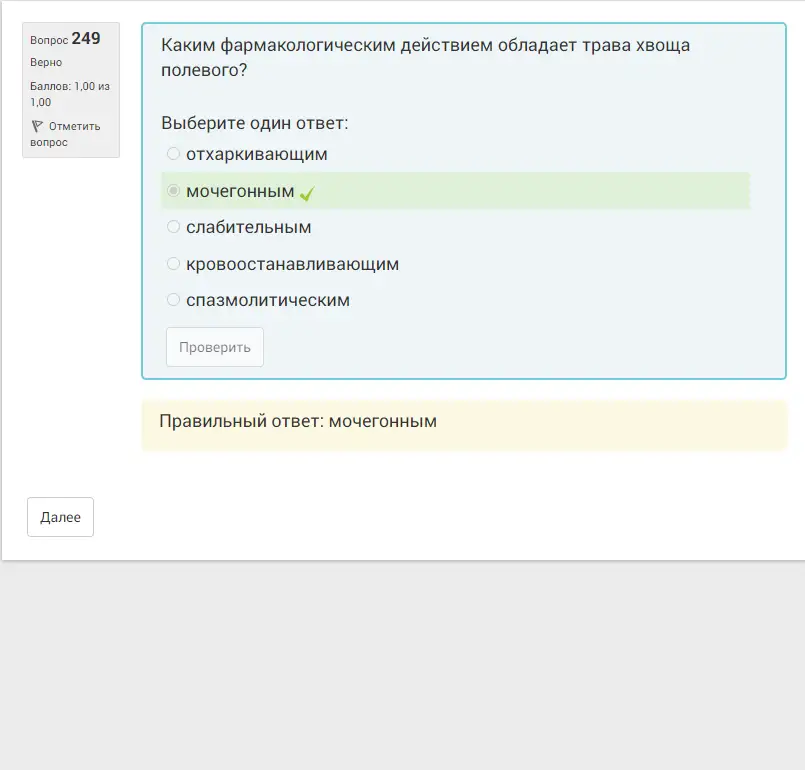 Вопрос 249
Верно
Баллов: 1,00 из
1,00
Отметить
вопрос
Каким фармакологическим действием обладает трава хвоща
полевого?
Выберите один ответ:
отхаркивающим
мочегонным
слабительным
кровоостанавливающим
спазмолитическим
Проверить
Правильный ответ: мочегонным
Далее